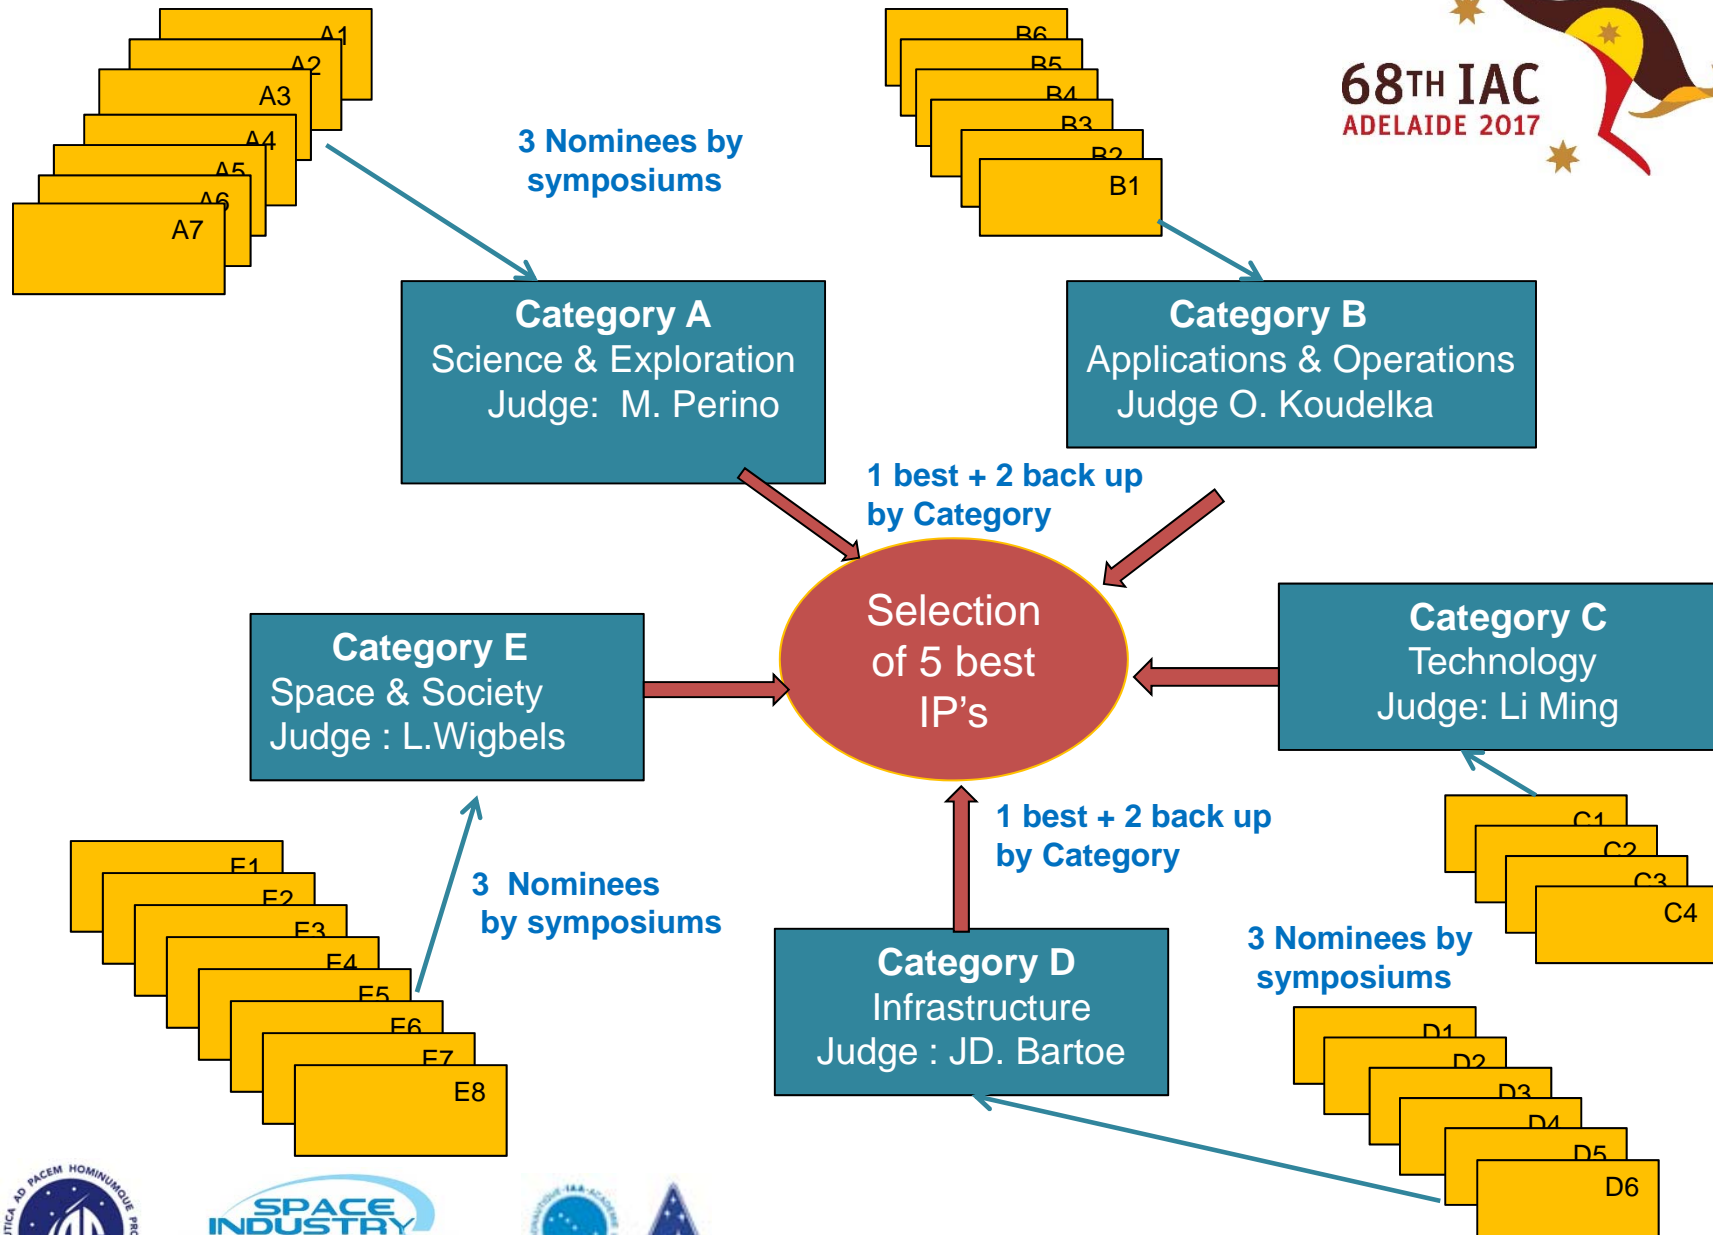 A1
A2
A3
A4
A5
A6
A7
3 Nominees by
symposiums
B6
B5
B4
B3
B2
B1
68TH IAC
ADELAIDE 2017
Category A
Science & Exploration
Judge: M. Perino
Category B
Applications & Operations
Judge O. Koudelka
1 best + 2 back up
by Category
Selection
of 5 best
IP's
Category E
Space & Society
Judge : L.Wigbels
Category C
Technology
Judge: Li Ming
1 best + 2 back up
by Category
C1
C2
C3
C4
E1
E2
E3
E4
E5
E6
E7
E8
3 Nominees
by symposiums
Category D
Infrastructure
Judge : JD. Bartoe
3 Nominees by
symposiums
D1
D2
D3
D4
D5
D6
AD PACEM HOMINUMQUE
SPACE
INDUSTRY